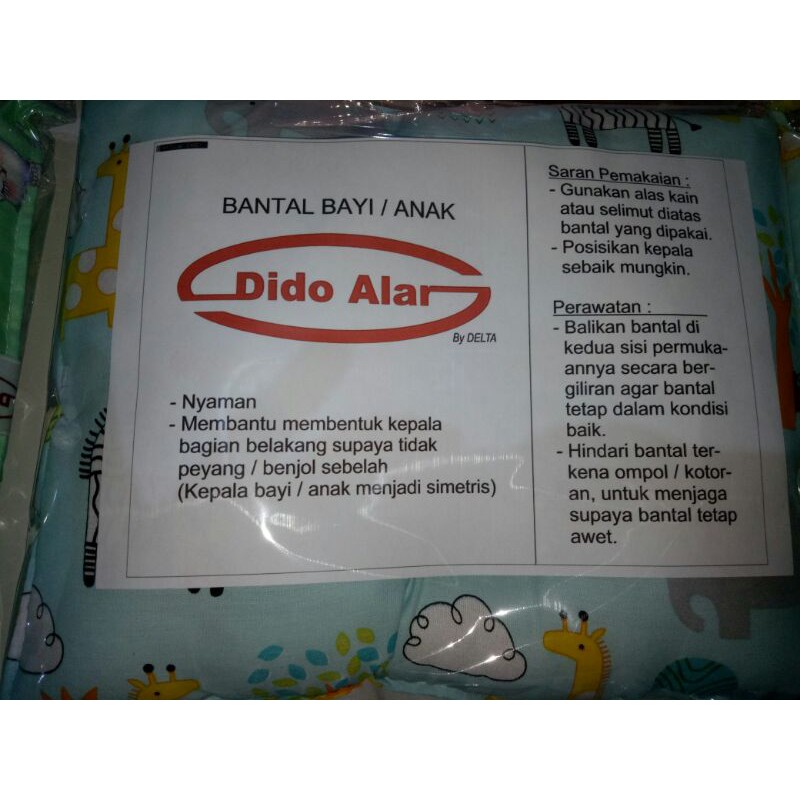 BANTAL BAYI / ANAK
Dido Alar
By DELTA
- Nyaman
- Membantu membentuk kepala
bagian belakang supaya tidak
peyang / benjol sebelah
(Kepala bayi / anak menjadi simetris)
Saran Pemakaian :
- Gunakan alas kain
atau selimut diatas
bantal yang dipakai.
- Posisikan kepala
sebaik mungkin.
Perawatan :
- Balikan bantal di
kedua sisi permuka-
annya secara ber-
giliran agar bantal
tetap dalam kondisi
baik.
- Hindari bantal ter-
kena ompol / kotor-
an, untuk menjaga
supaya bantal tetap
awet.